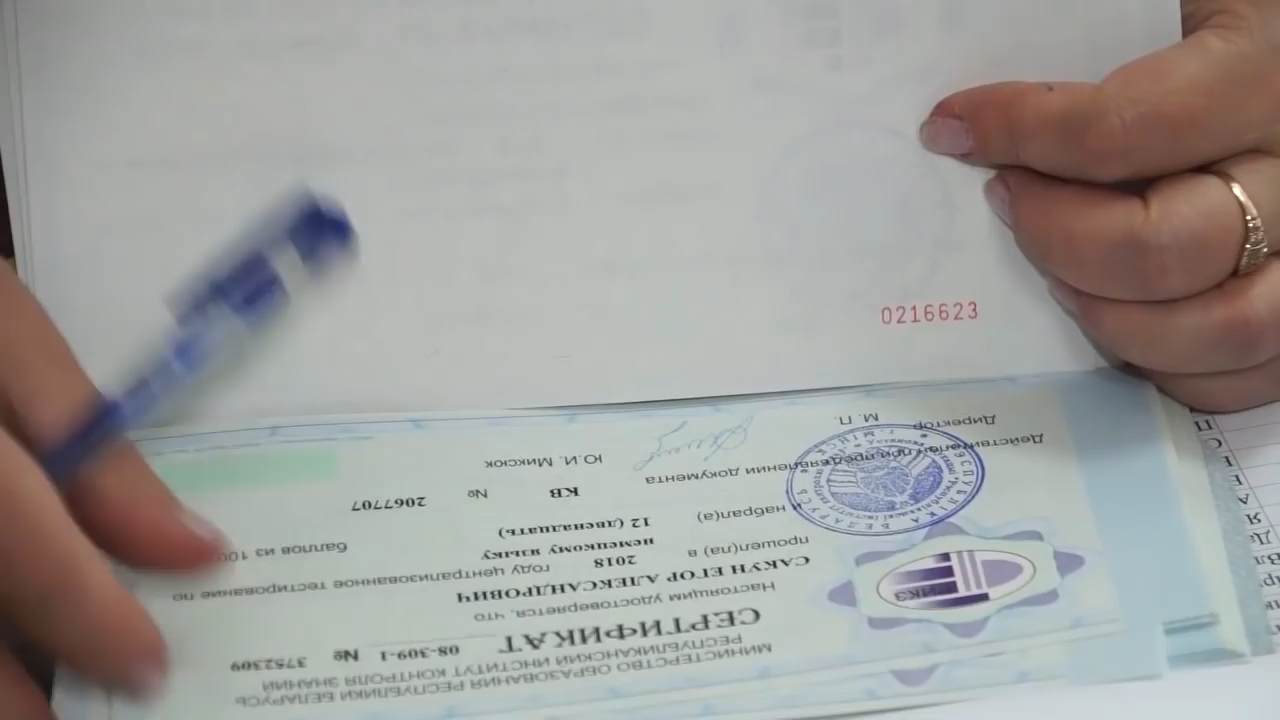 0216623
МИНИСТЕРСТВО ОБРАЗОВАНИЯ РЕСПУБЛИКИ БЕЛАРУСЬ
РЕСПУБЛИКАНСКИЙ ИНСТИТУТ КОНТРОЛЯ ЗНАНИЙ
СЕРТИФИКАТ 08-309-1 № 3752309
Настоящим удостоверяется, что
САКУН ЕГОР АЛЕКСАНДРОВИЧ
прошел(ла) в 2018 году централизованное тестирование по
немецкому языку
и набрал(а) 12 (двенадцать) баллов из 100
КВ № 2067707
Действителен при предъявлении документа
Директор Ю.И. Миксюк
М.П.
РИКЗ